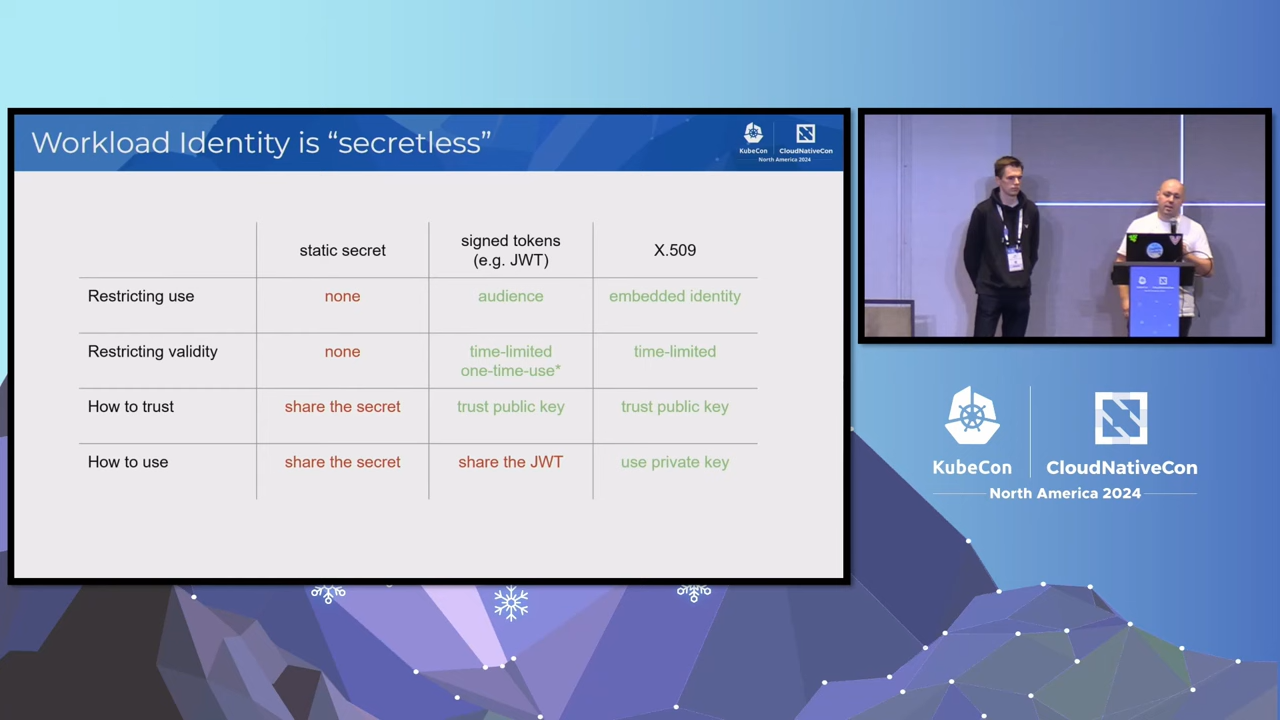 Workload Identity is “secretless”
KubeCon
CloudNativeCon
North America 2024
static secret
signed tokens
(e.g. JWT)
X.509
Restricting use
none
audience
embedded identity
Restricting validity
none
time-limited
one-time-use*
time-limited
How to trust
share the secret
trust public key
trust public key
How to use
share the secret
share the JWT
use private key
KubeCon
CloudNativeCon
North America 2024